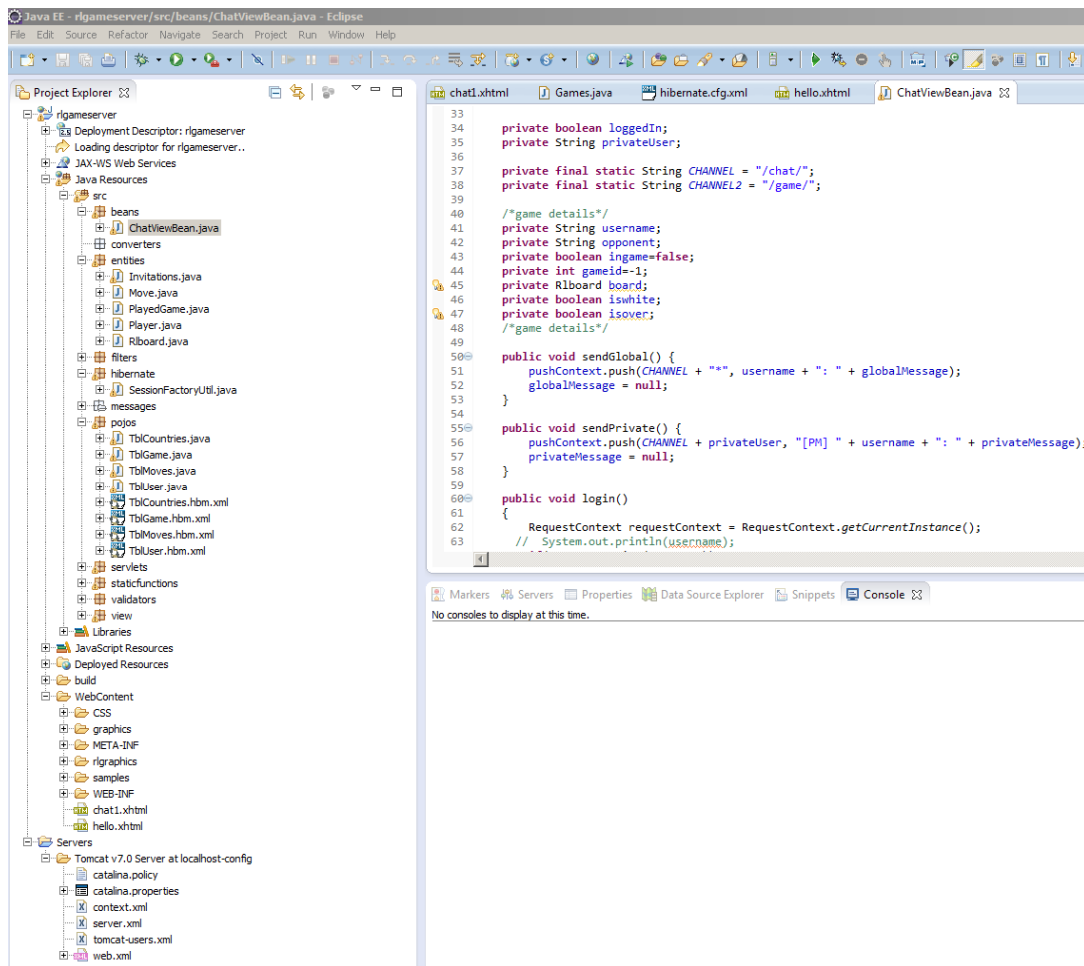 Java EE - rlgameserver/src/beans/ChatViewBean.java - Eclipse
File Edit Source Refactor Navigate Search Project Run Window Help
Project Explorer
rlgameserver
Deployment Descriptor: rlgameserver
Loading descriptor for rlgameserver..
JAX-WS Web Services
Java Resources
src
beans
ChatViewBean.java
converters
entities
Invitations.java
Move.java
PlayedGame.java
Player.java
Rlboard.java
filters
hibernate
SessionFactoryUtil.java
messages
pojos
TblCountries.java
TblGame.java
TblMoves.java
TblUser.java
TblCountries.hbm.xml
TblGame.hbm.xml
TblMoves.hbm.xml
TblUser.hbm.xml
servlets
staticfunctions
validators
view
Libraries
JavaScript Resources
Deployed Resources
build
WebContent
CSS
graphics
META-INF
rlgraphics
samples
WEB-INF
chat1.xhtml
hello.xhtml
Servers
Tomcat v7.0 Server at localhost-config
catalina.policy
catalina.properties
context.xml
server.xml
tomcat-users.xml
web.xml
chat1.xhtml Games.java hibernate.cfg.xml hello.xhtml ChatViewBean.java
33
34 private boolean loggedIn;
35 private String privateUser;
36
37 private final static String CHANNEL = "/chat/";
38 private final static String CHANNEL2 = "/game/";
39
40 /*game details*/
41 private String username;
42 private String opponent;
43 private boolean ingame=false;
44 private int gameid=-1;
45 private Rlboard board;
46 private boolean iswhite;
47 private boolean isover;
48 /*game details*/
49
50 public void sendGlobal() {
51 pushContext.push(CHANNEL + "*", username + ": " + globalMessage);
52 globalMessage = null;
53 }
54
55 public void sendPrivate() {
56 pushContext.push(CHANNEL + privateUser, "[PM] " + username + ": " + privateMessage);
57 privateMessage = null;
58 }
59
60 public void login()
61 {
62 RequestContext requestContext = RequestContext.getCurrentInstance();
63 // System.out.println(username);
Markers Servers Properties Data Source Explorer Snippets Console
No consoles to display at this time.